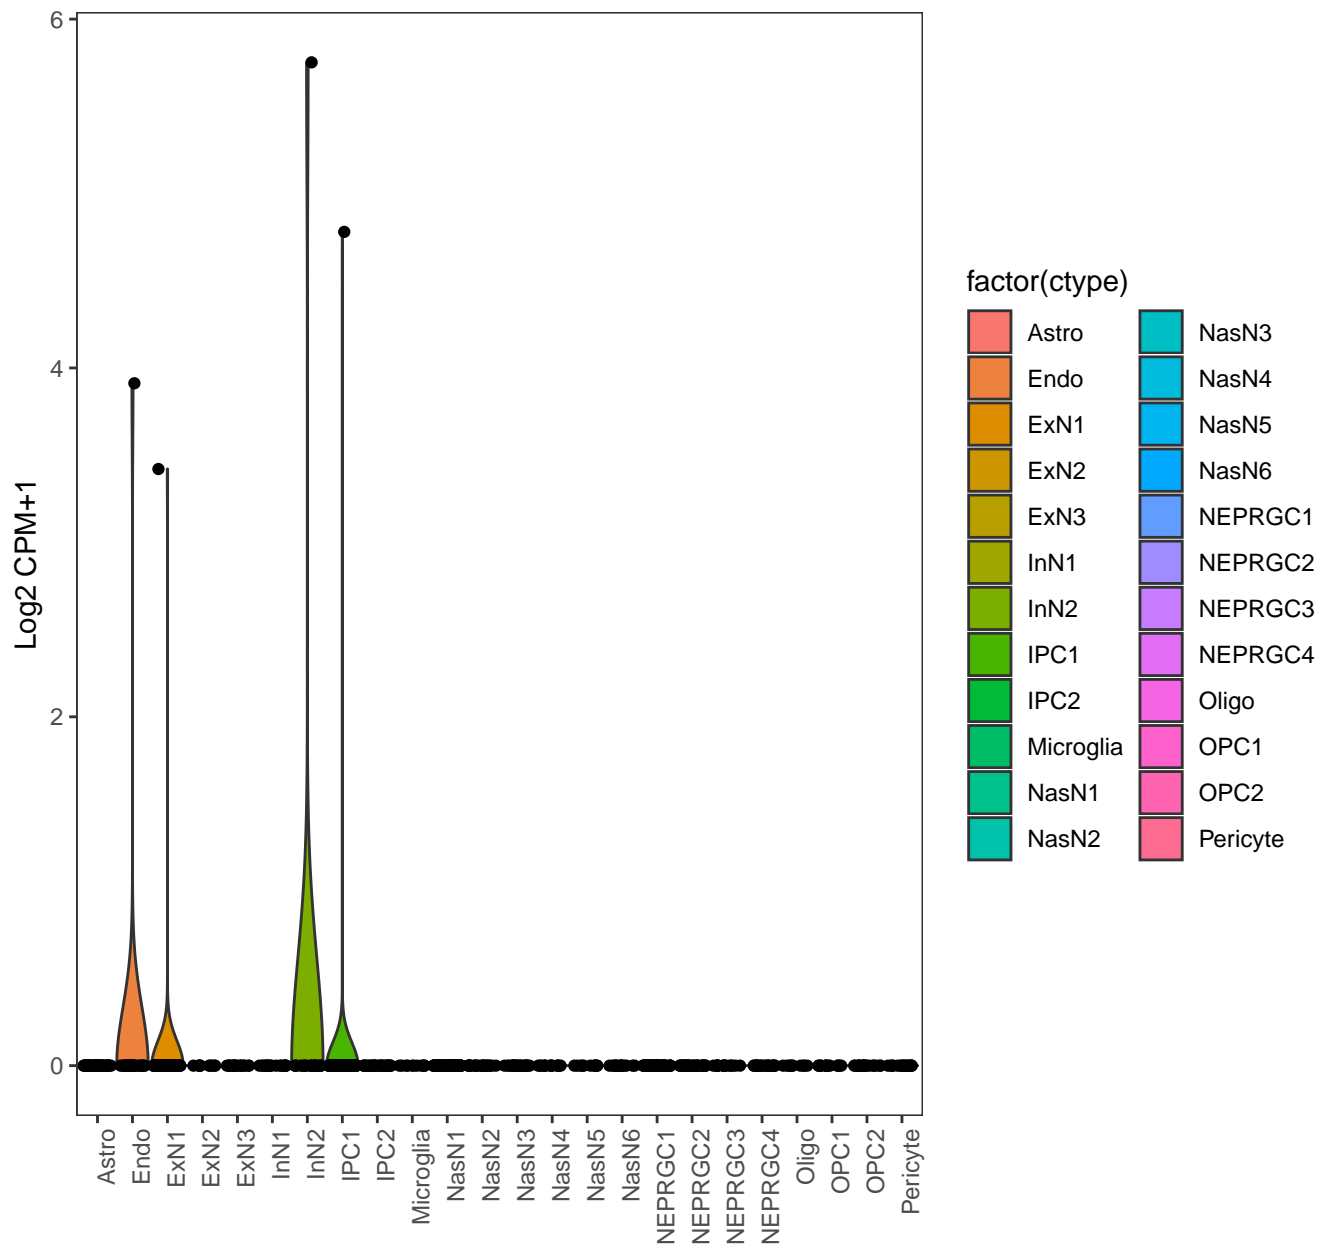 6
4
2
0
Log2 CPM+1
Astro
Endo
ExN1
ExN2
ExN3
InN1
InN2
IPC1
IPC2
Microglia
NasN1
NasN2
NasN3
NasN4
NasN5
NasN6
NEPRGC1
NEPRGC2
NEPRGC3
NEPRGC4
Oligo
OPC1
OPC2
Pericyte
factor(ctype)
Astro
Endo
ExN1
ExN2
ExN3
InN1
InN2
IPC1
IPC2
Microglia
NasN1
NasN2
NasN3
NasN4
NasN5
NasN6
NEPRGC1
NEPRGC2
NEPRGC3
NEPRGC4
Oligo
OPC1
OPC2
Pericyte